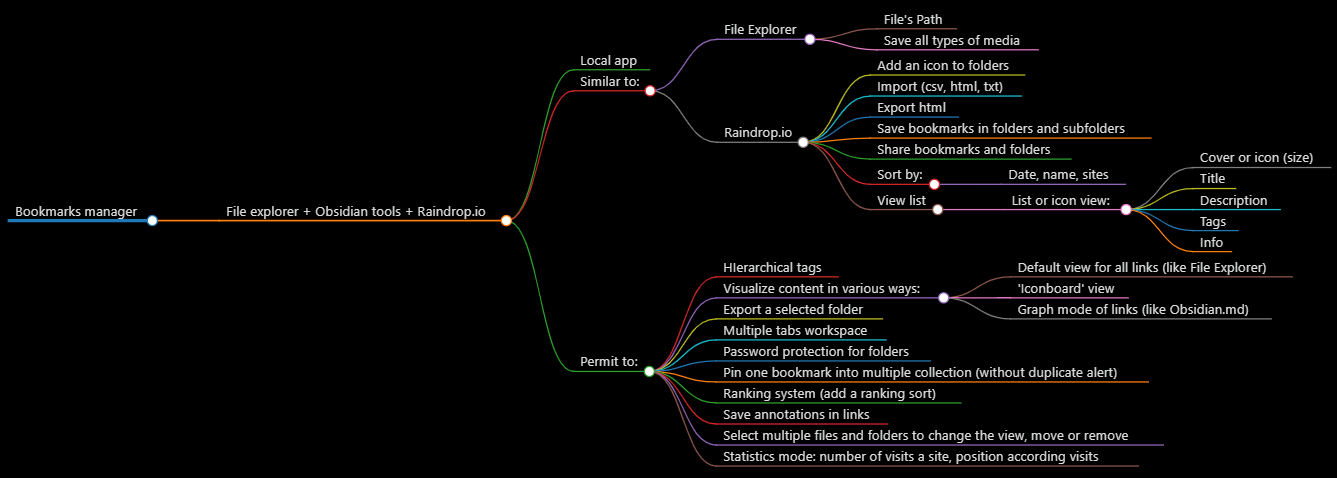 Bookmarks manager
File explorer + Obsidian tools + Raindrop.io
Local app
Similar to:
File Explorer
File's Path
Save all types of media
Raindrop.io
Add an icon to folders
Import (csv, html, txt)
Export html
Save bookmarks in folders and subfolders
Share bookmarks and folders
Sort by:
Date, name, sites
View list
List or icon view:
Cover or icon (size)
Title
Description
Tags
Info
Permit to:
HIerarchical tags
Visualize content in various ways:
Default view for all links (like File Explorer)
'Iconboard' view
Graph mode of links (like Obsidian.md)
Export a selected folder
Multiple tabs workspace
Password protection for folders
Pin one bookmark into multiple collection (without duplicate alert)
Ranking system (add a ranking sort)
Save annotations in links
Select multiple files and folders to change the view, move or remove
Statistics mode: number of visits a site, position according visits